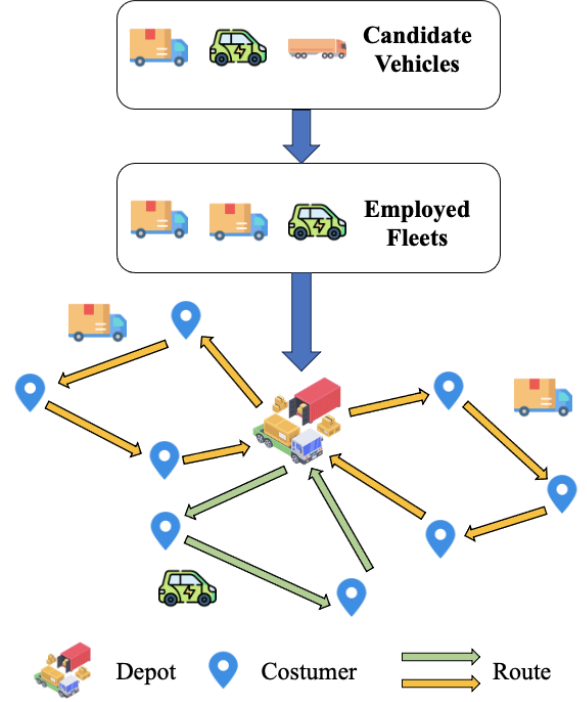 Candidate
Vehicles
Employed
Fleets
Depot
Costumer
Route